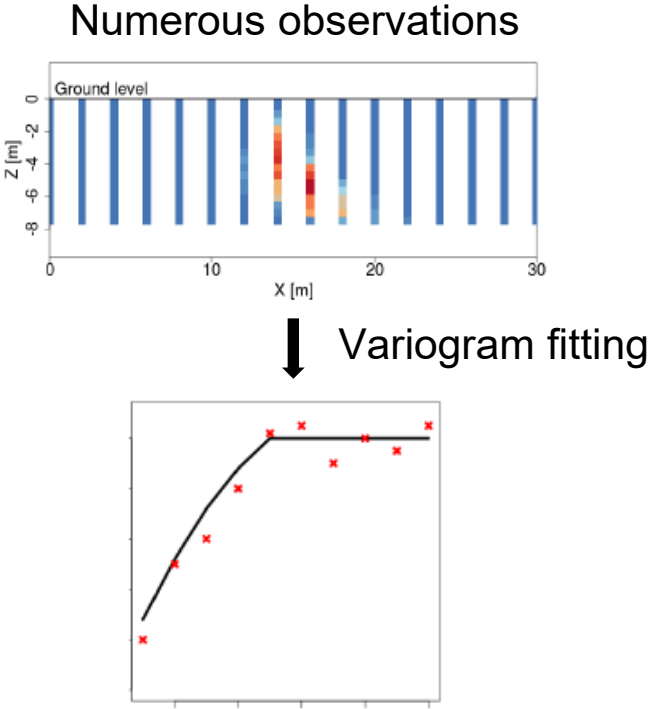 Numerous observations
Ground level
0
-2
-4
-6
-8
Z [m]
0 10 20 30
X [m]
Variogram fitting